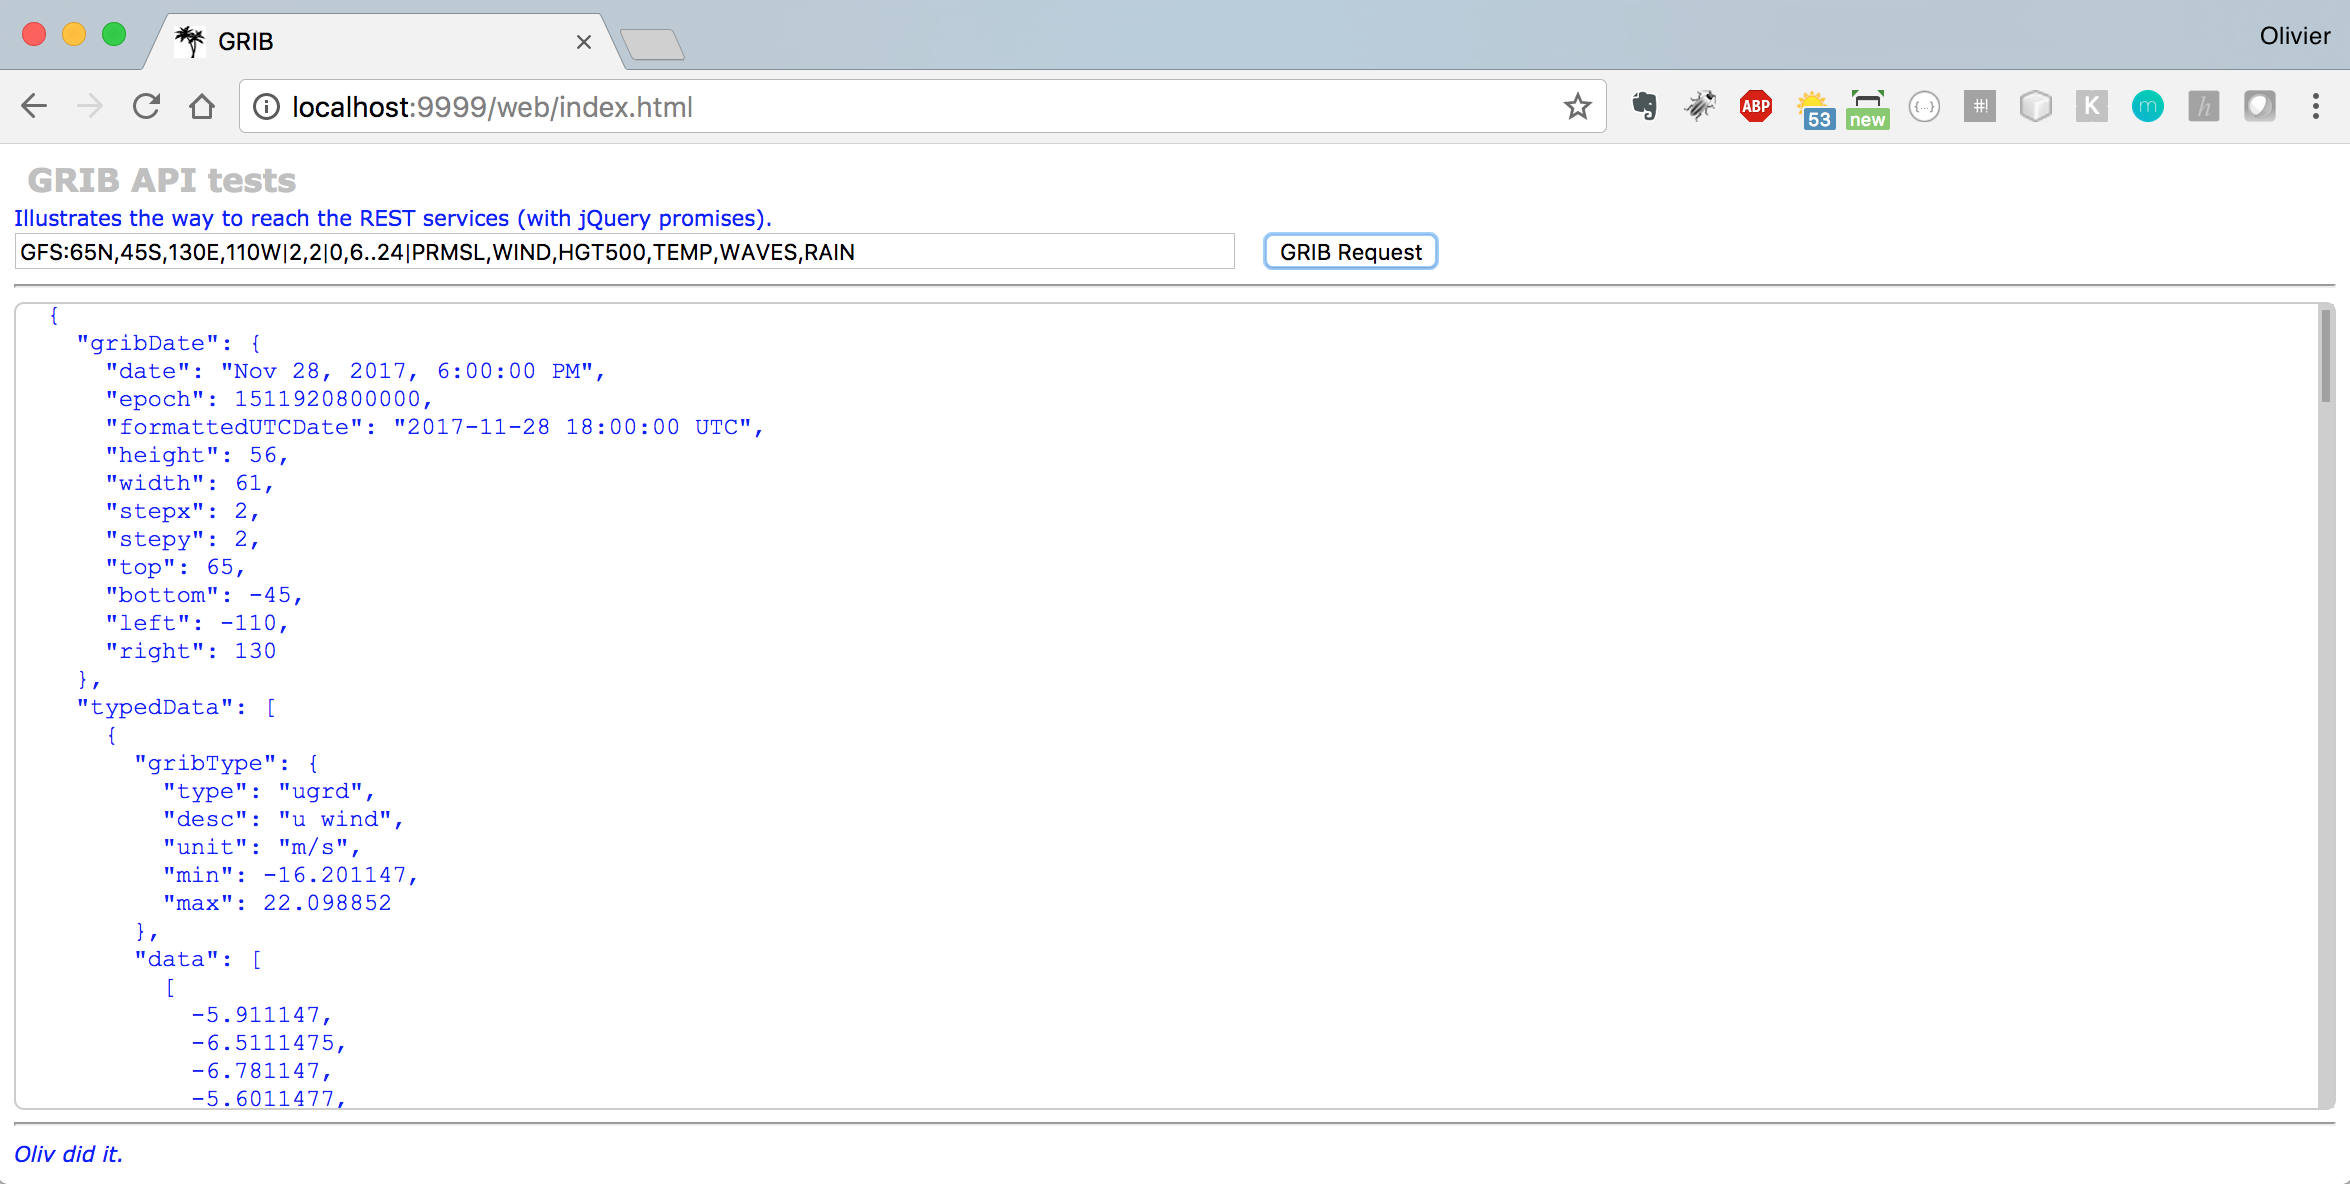 GRIB
Olivier
localhost:9999/web/index.html
ABP
53
new
{...}
#!
K
m
h
GRIB API tests
Illustrates the way to reach the REST services (with jQuery promises).
GFS:65N,45S,130E,110W|2,2|0,6..24|PRMSL,WIND,HGT500,TEMP,WAVES,RAIN
GRIB Request
{
"gribDate": {
"date": "Nov 28, 2017, 6:00:00 PM",
"epoch": 1511920800000,
"formattedUTCDate": "2017-11-28 18:00:00 UTC",
"height": 56,
"width": 61,
"stepx": 2,
"stepy": 2,
"top": 65,
"bottom": -45,
"left": -110,
"right": 130
},
"typedData": [
{
"gribType": {
"type": "ugrd",
"desc": "u wind",
"unit": "m/s",
"min": -16.201147,
"max": 22.098852
},
"data": [
[
-5.911147,
-6.5111475,
-6.781147,
-5.6011477,
Oliv did it.